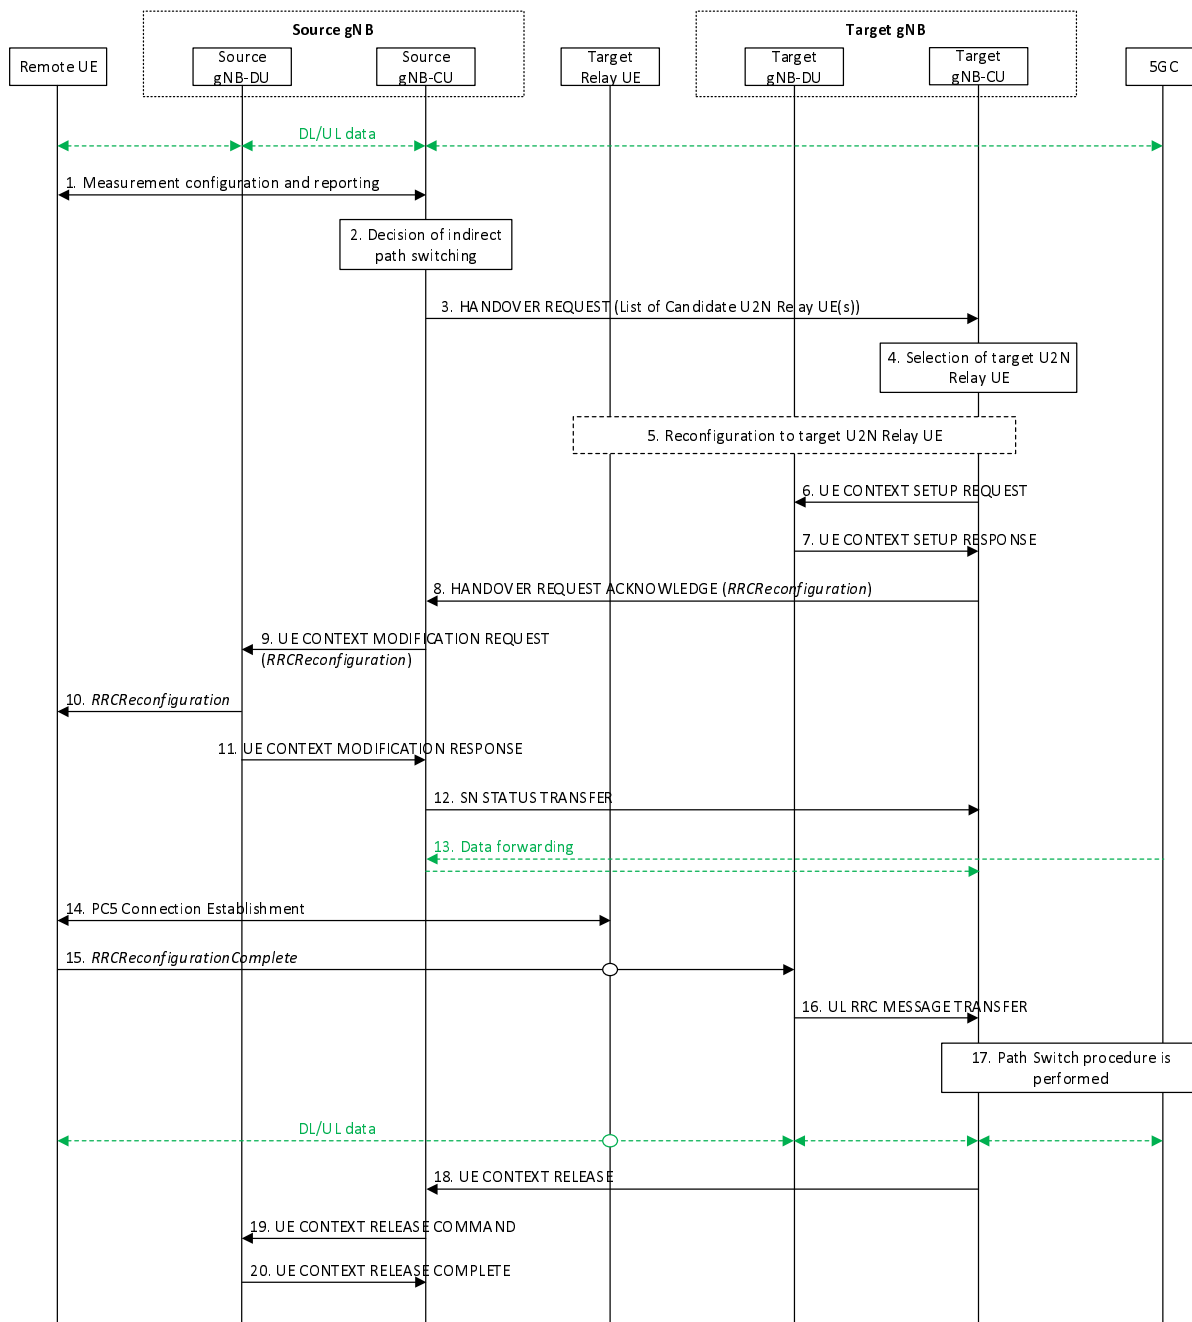 Source gNB
Target gNB
Remote UE
Source
gNB-DU
Source
gNB-CU
Target
Relay UE
Target
gNB-DU
Target
gNB-CU
5GC
DL/UL data
1. Measurement configuration and reporting
2. Decision of indirect
path switching
3. HANDOVER REQUEST (List of Candidate U2N Relay UE(s))
4. Selection of target U2N
Relay UE
5. Reconfiguration to target U2N Relay UE
6. UE CONTEXT SETUP REQUEST
7. UE CONTEXT SETUP RESPONSE
8. HANDOVER REQUEST ACKNOWLEDGE (RRCReconfiguration)
9. UE CONTEXT MODIFICATION REQUEST
(RRCReconfiguration)
10. RRCReconfiguration
11. UE CONTEXT MODIFICATION RESPONSE
12. SN STATUS TRANSFER
13. Data forwarding
14. PC5 Connection Establishment
15. RRCReconfigurationComplete
16. UL RRC MESSAGE TRANSFER
17. Path Switch procedure is
performed
DL/UL data
18. UE CONTEXT RELEASE
19. UE CONTEXT RELEASE COMMAND
20. UE CONTEXT RELEASE COMPLETE